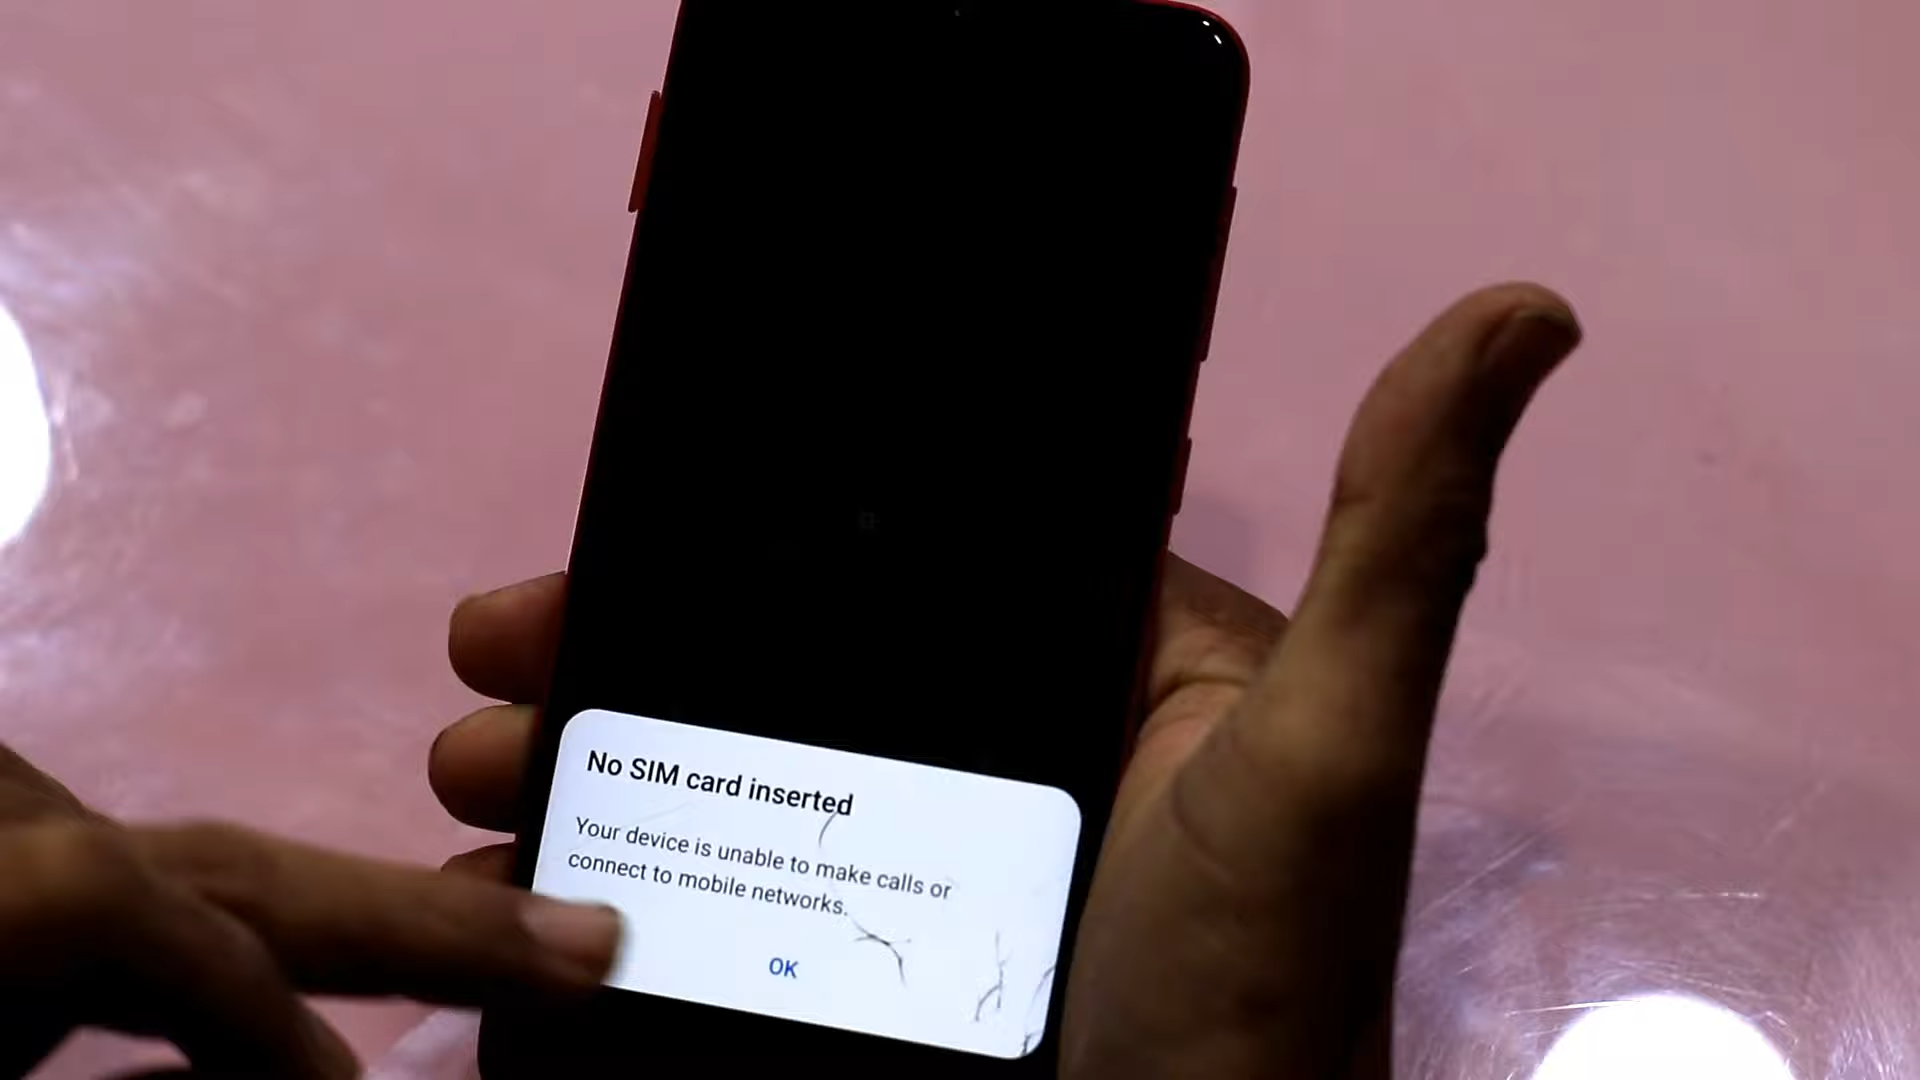 No SIM card inserted
Your device is unable to make calls or
connect to mobile networks.
OK